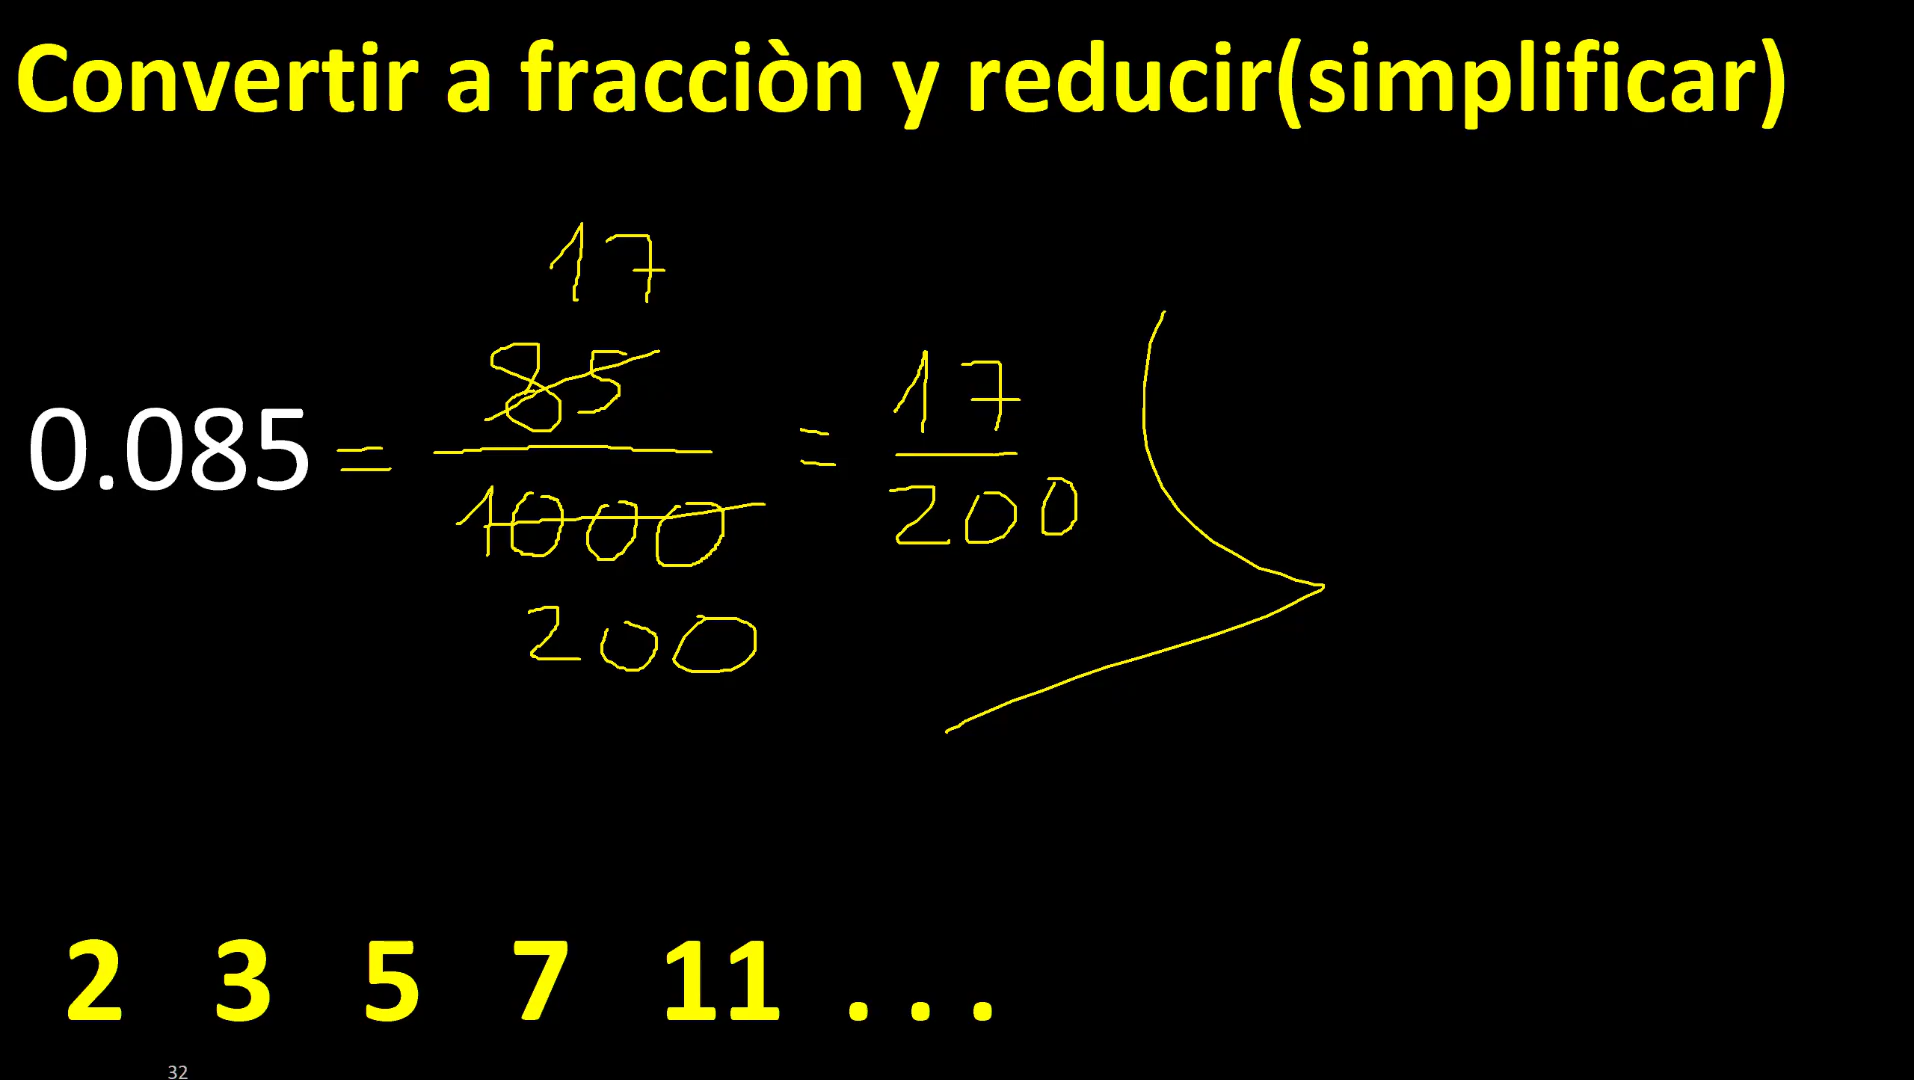 Convertir a fracciòn y reducir(simplificar)
17
0.085 = 85/1000 = 17/200
200
2 3 5 7 11 . . .
32